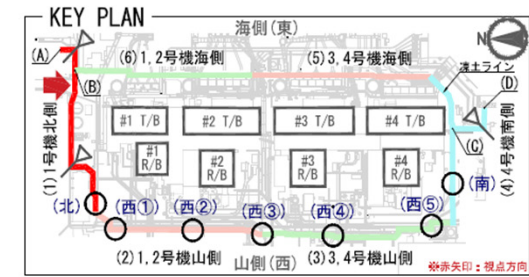 KEY PLAN
海側(東)
N
(A)
(6)1,2号機海側
(5)3,4号機海側
凍土ライン
(B)
(D)
#1 T/B
#2 T/B
#3 T/B
#4 T/B
(C)
(1)1号機北側
#1
R/B
#2
R/B
#3
R/B
#4
R/B
(4)4号機南側
(北)
(西①)
(西②)
(西③)
(西④)
(西⑤)
(南)
(2)1,2号機山側
(3)3,4号機山側
山側(西)
※赤矢印:視点方向